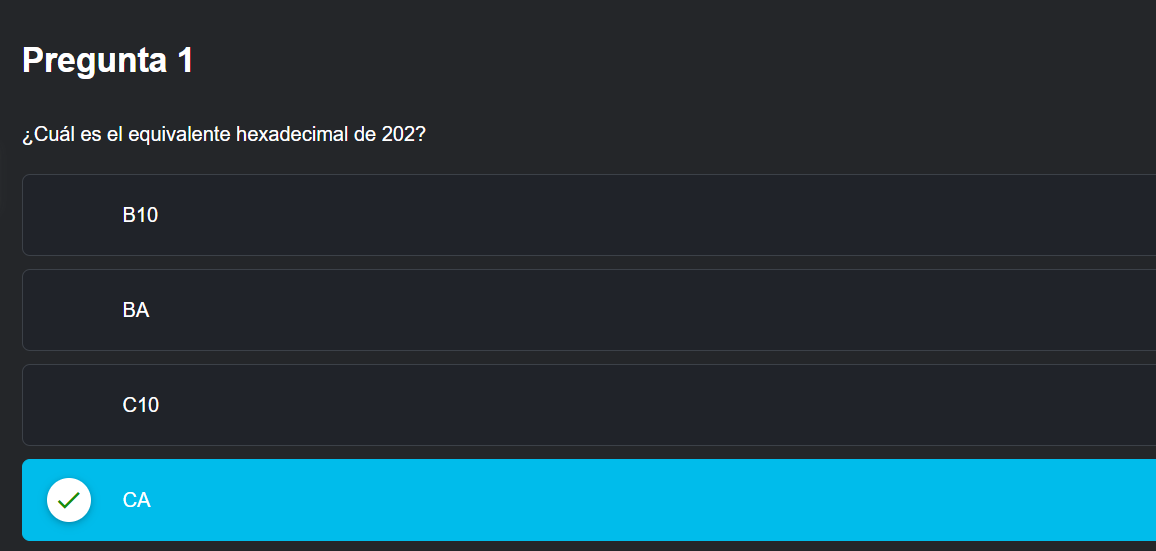 Pregunta 1
¿Cuál es el equivalente hexadecimal de 202?
B10
BA
C10
CA